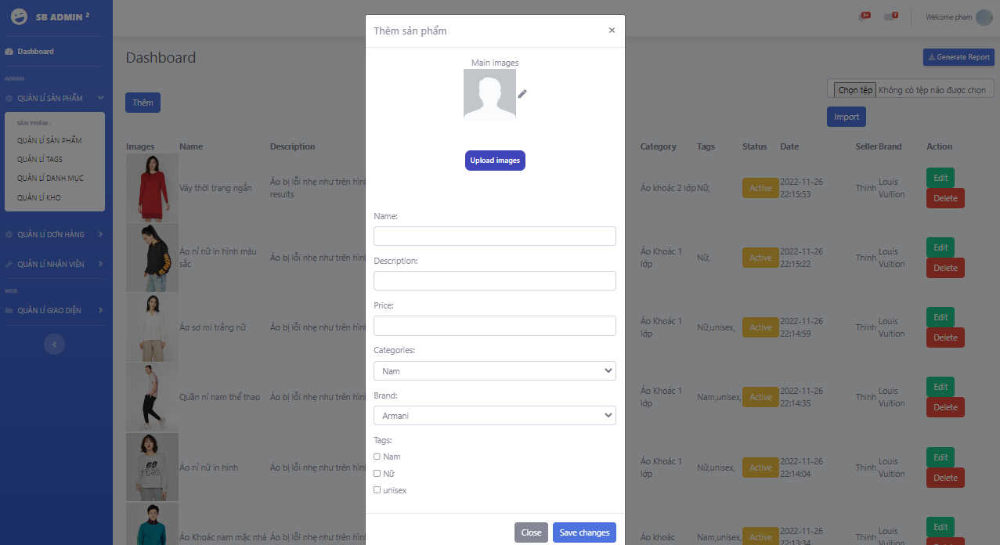 SB ADMIN 2
Dashboard
ADMIN
QUẢN LÍ SẢN PHẨM
SẢN PHẨM :
QUẢN LÍ SẢN PHẨM
QUẢN LÍ TAGS
QUẢN LÍ DANH MỤC
QUẢN LÍ KHO
QUẢN LÍ ĐƠN HÀNG
QUẢN LÍ NHÂN VIÊN
WEB
QUẢN LÍ GIAO DIỆN
3+
7
Welcome pham
Dashboard
Generate Report
Thêm
Chọn tệp Không có tệp nào được chọn
Import
Images Name Description Category Tags Status Date Seller Brand Action
Váy thời trang ngắn
Áo bị lỗi nhẹ như trên hình
results
Áo khoác 2 lớp Nữ,
Active
2022-11-26
22:15:53
Thinh
Louis
Vuition
Edit
Delete
Áo nỉ nữ in hình màu
sắc
Áo bị lỗi nhẹ như trên hình
Áo Khoác 1
lớp
Nữ,
Active
2022-11-26
22:15:22
Thinh
Louis
Vuition
Edit
Delete
Áo sơ mi trắng nữ
Áo bị lỗi nhẹ như trên hình
Áo Khoác 1
lớp
Nữ,unisex,
Active
2022-11-26
22:14:59
Thinh
Louis
Vuition
Edit
Delete
Quần nỉ nam thể thao
Áo bị lỗi nhẹ như trên hình
Áo Khoác 1
lớp
Nam,unisex,
Active
2022-11-26
22:14:35
Thinh
Louis
Vuition
Edit
Delete
Áo nỉ nữ in hình
Áo bị lỗi nhẹ như trên hình
Áo Khoác 1
lớp
Nữ,unisex,
Active
2022-11-26
22:14:04
Thinh
Louis
Vuition
Edit
Delete
Áo Khoác nam mặc nhà
Áo bị lỗi nhẹ như trên hình
Áo khoác
Nam,unisex,
Active
2022-11-26
22:13:34
Thinh
Louis
Edit
Delete
Thêm sản phẩm
×
Main images
Upload images
Name:
Description:
Price:
Categories:
Nam
Brand:
Armani
Tags:
Nam
Nữ
unisex
Close
Save changes